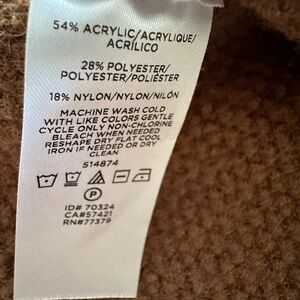 54% ACRYLIC/ACRYLIQUE/
ACRÍLICO
28% POLYESTER/
POLYESTER/POLIÉSTER
18% NYLON/NYLON/NILÓN
MACHINE WASH COLD
WITH LIKE COLORS GENTLE
CYCLE ONLY NON-CHLORINE
BLEACH WHEN NEEDED
RESHAPE DRY FLAT COOL
IRON IF NEEDED OR DRY
CLEAN
514874
P
ID# 70324
CA#57421
RN#77379